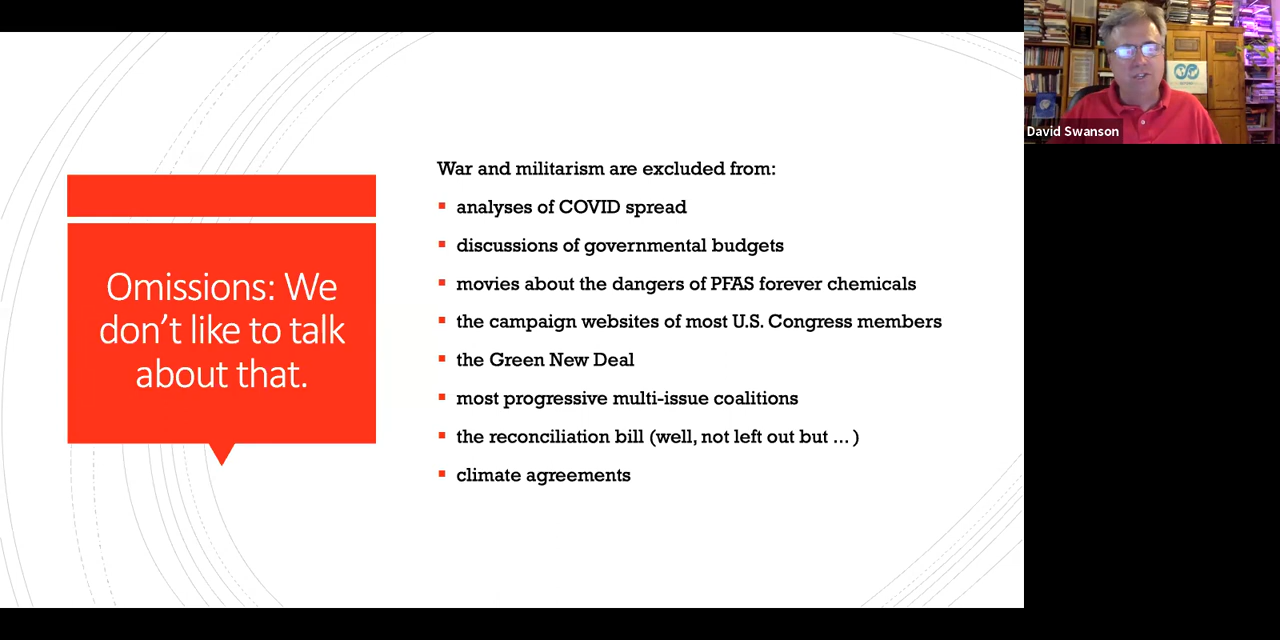 Omissions: We
don't like to talk
about that.
War and militarism are excluded from:
analyses of COVID spread
discussions of governmental budgets
movies about the dangers of PFAS forever chemicals
the campaign websites of most U.S. Congress members
the Green New Deal
most progressive multi-issue coalitions
the reconciliation bill (well, not left out but … )
climate agreements
David Swanson